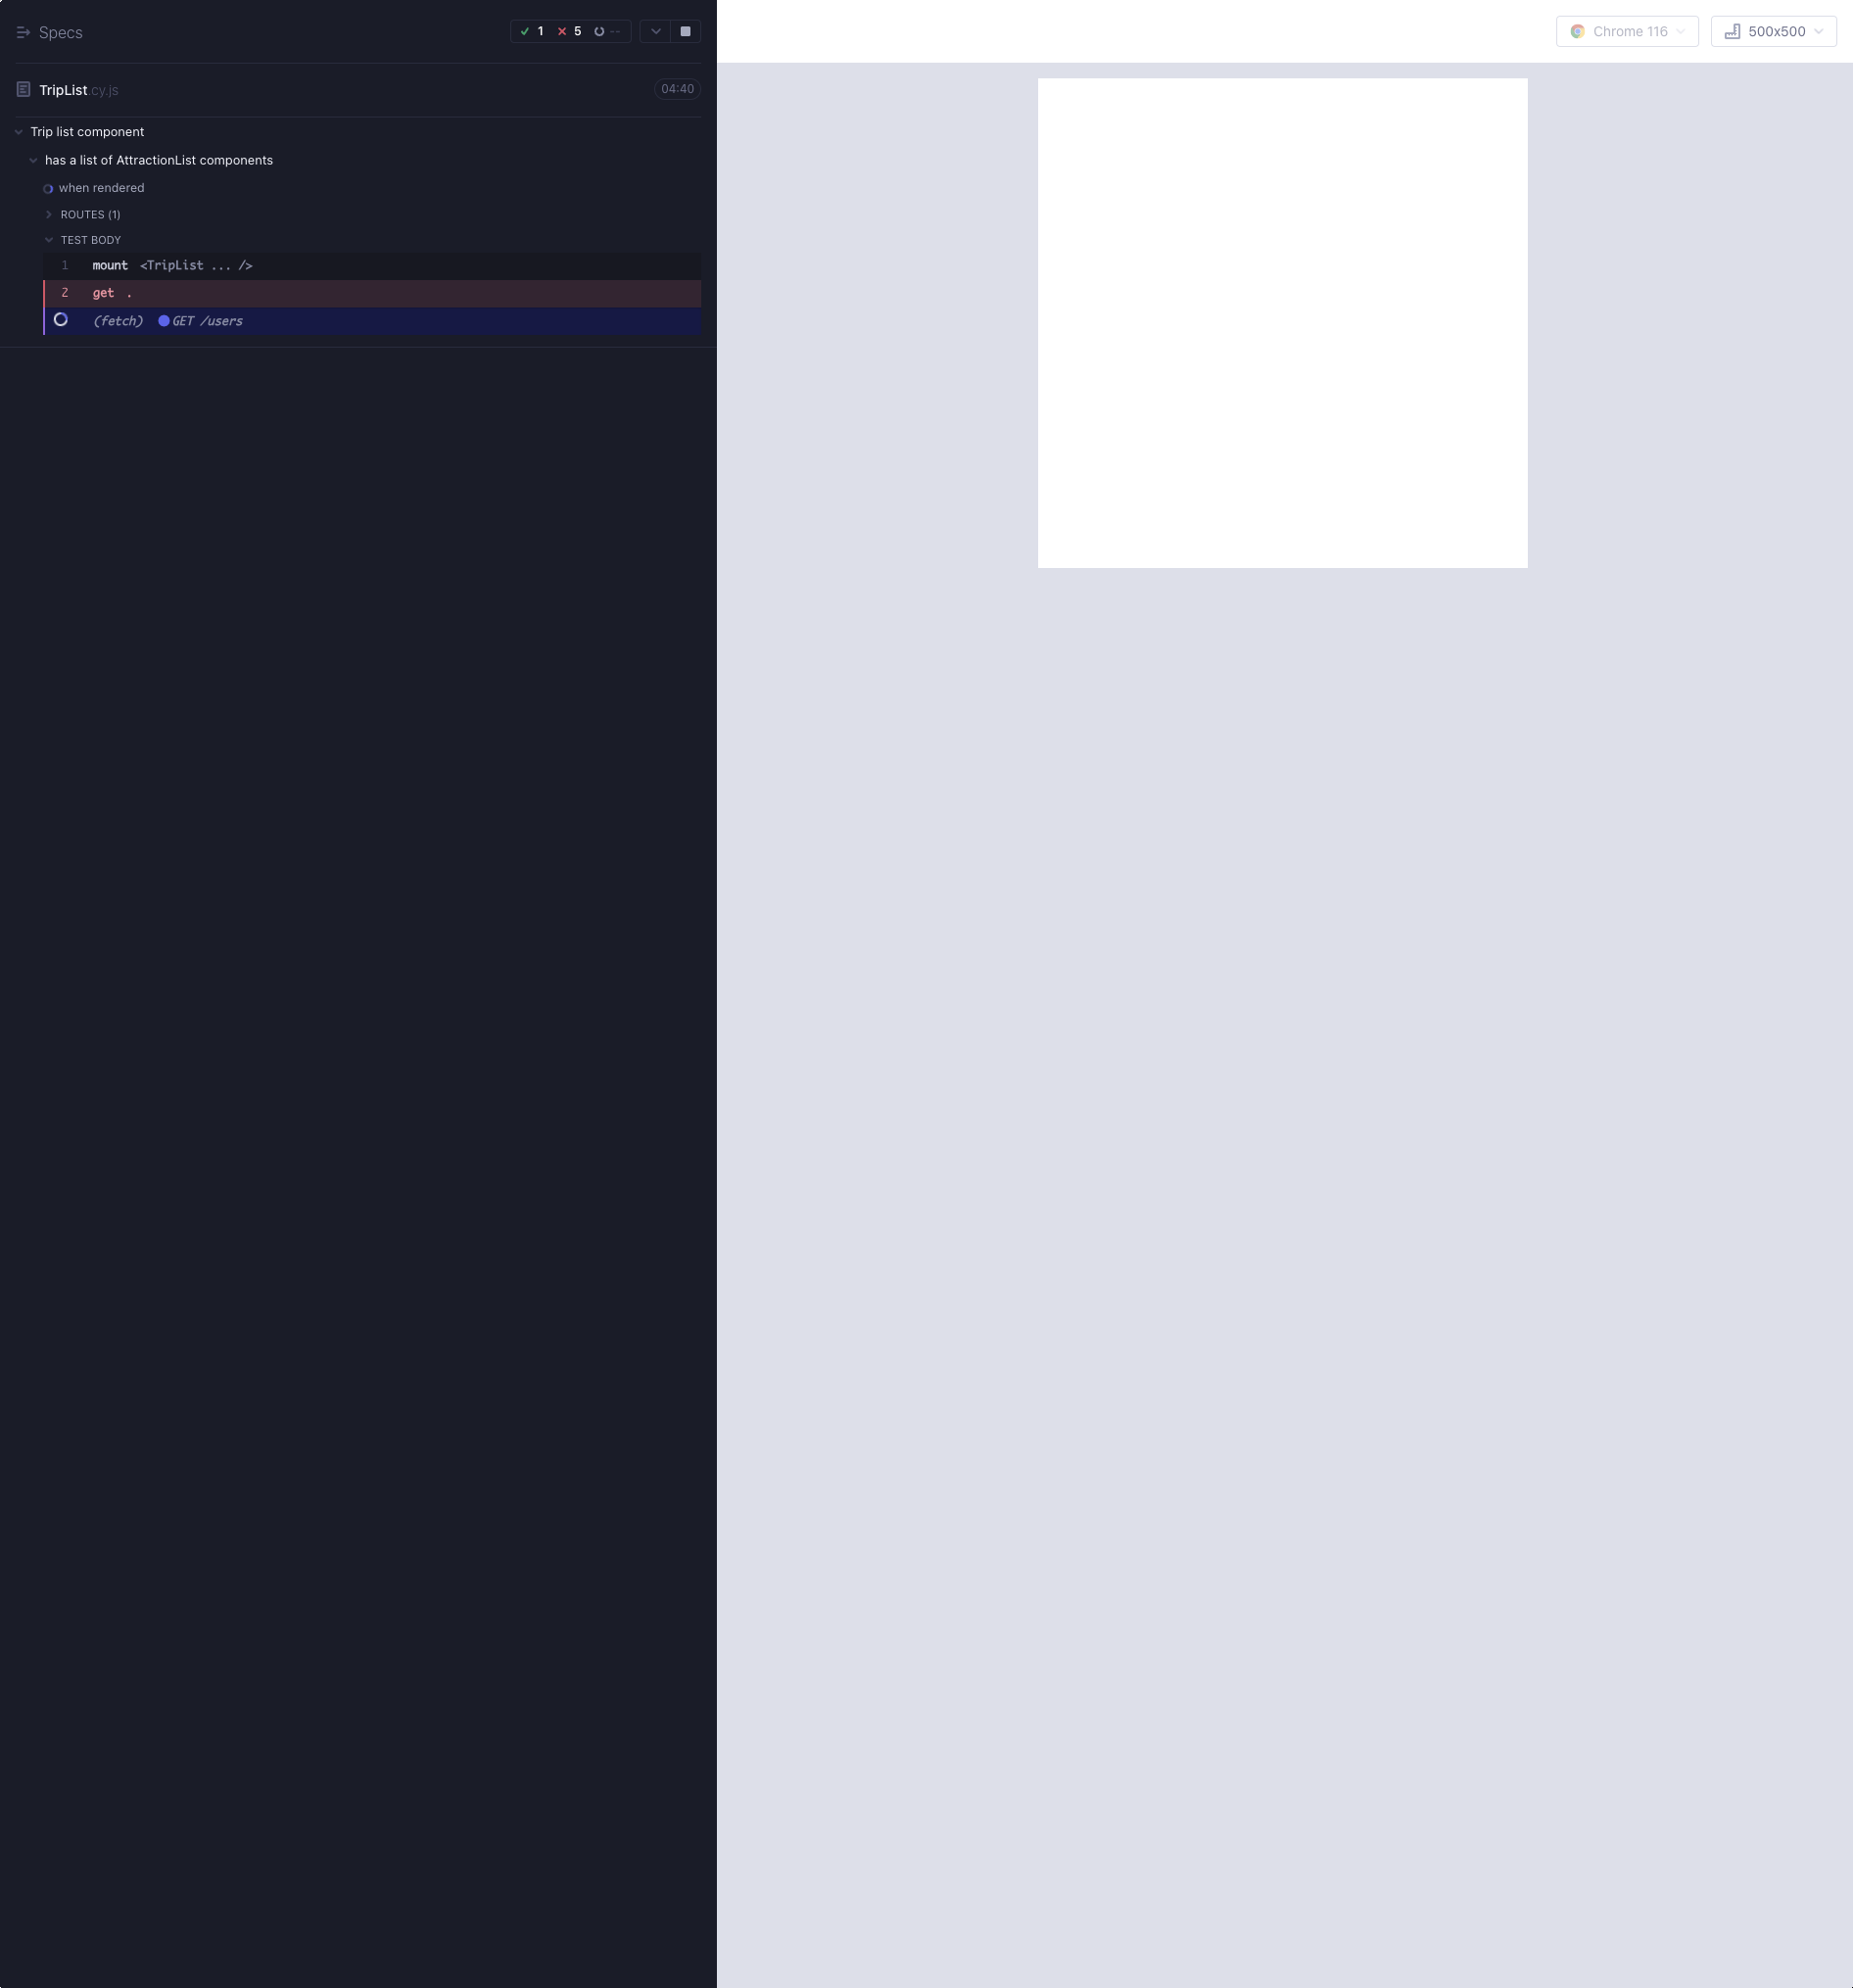 Specs 1 5 --
Chrome 116 500x500
TripList.cy.js 04:40
Trip list component
has a list of AttractionList components
when rendered
ROUTES (1)
TEST BODY
1 mount <TripList ... />
2 get .
(fetch) GET /users